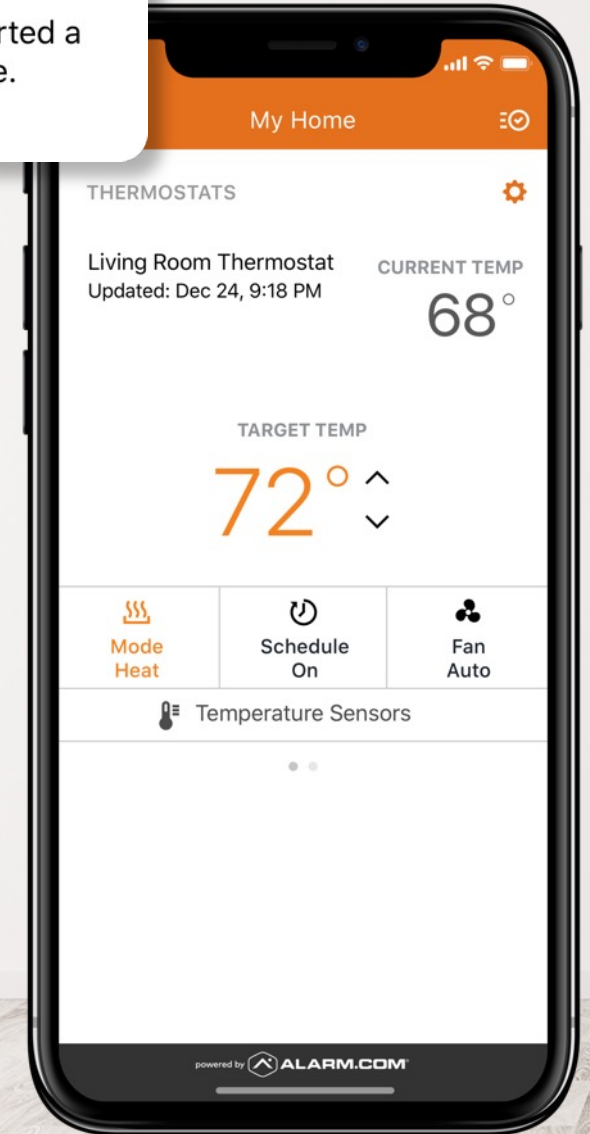 rted a
e.
My Home
THERMOSTATS
Living Room Thermostat
Updated: Dec 24, 9:18 PM
CURRENT TEMP
68°
TARGET TEMP
72°
Mode
Heat
Schedule
On
Fan
Auto
Temperature Sensors
powered by ALARM.COM